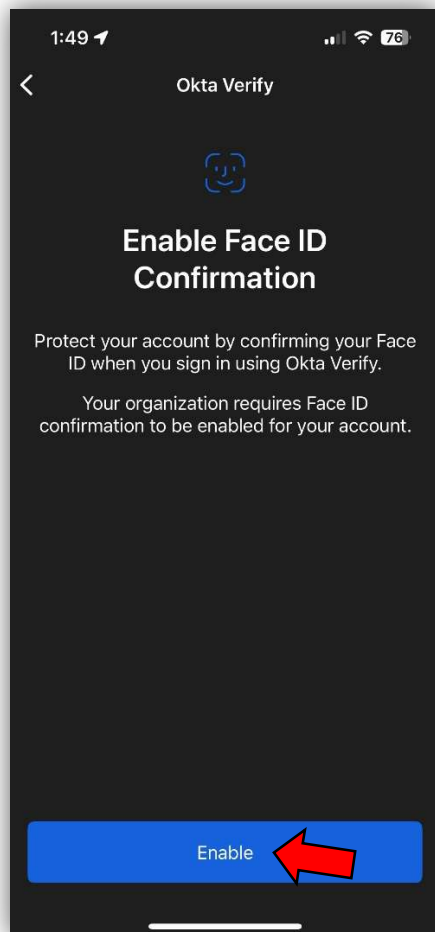 1:49
76
Okta Verify
Enable Face ID
Confirmation
Protect your account by confirming your Face
ID when you sign in using Okta Verify.
Your organization requires Face ID
confirmation to be enabled for your account.
Enable